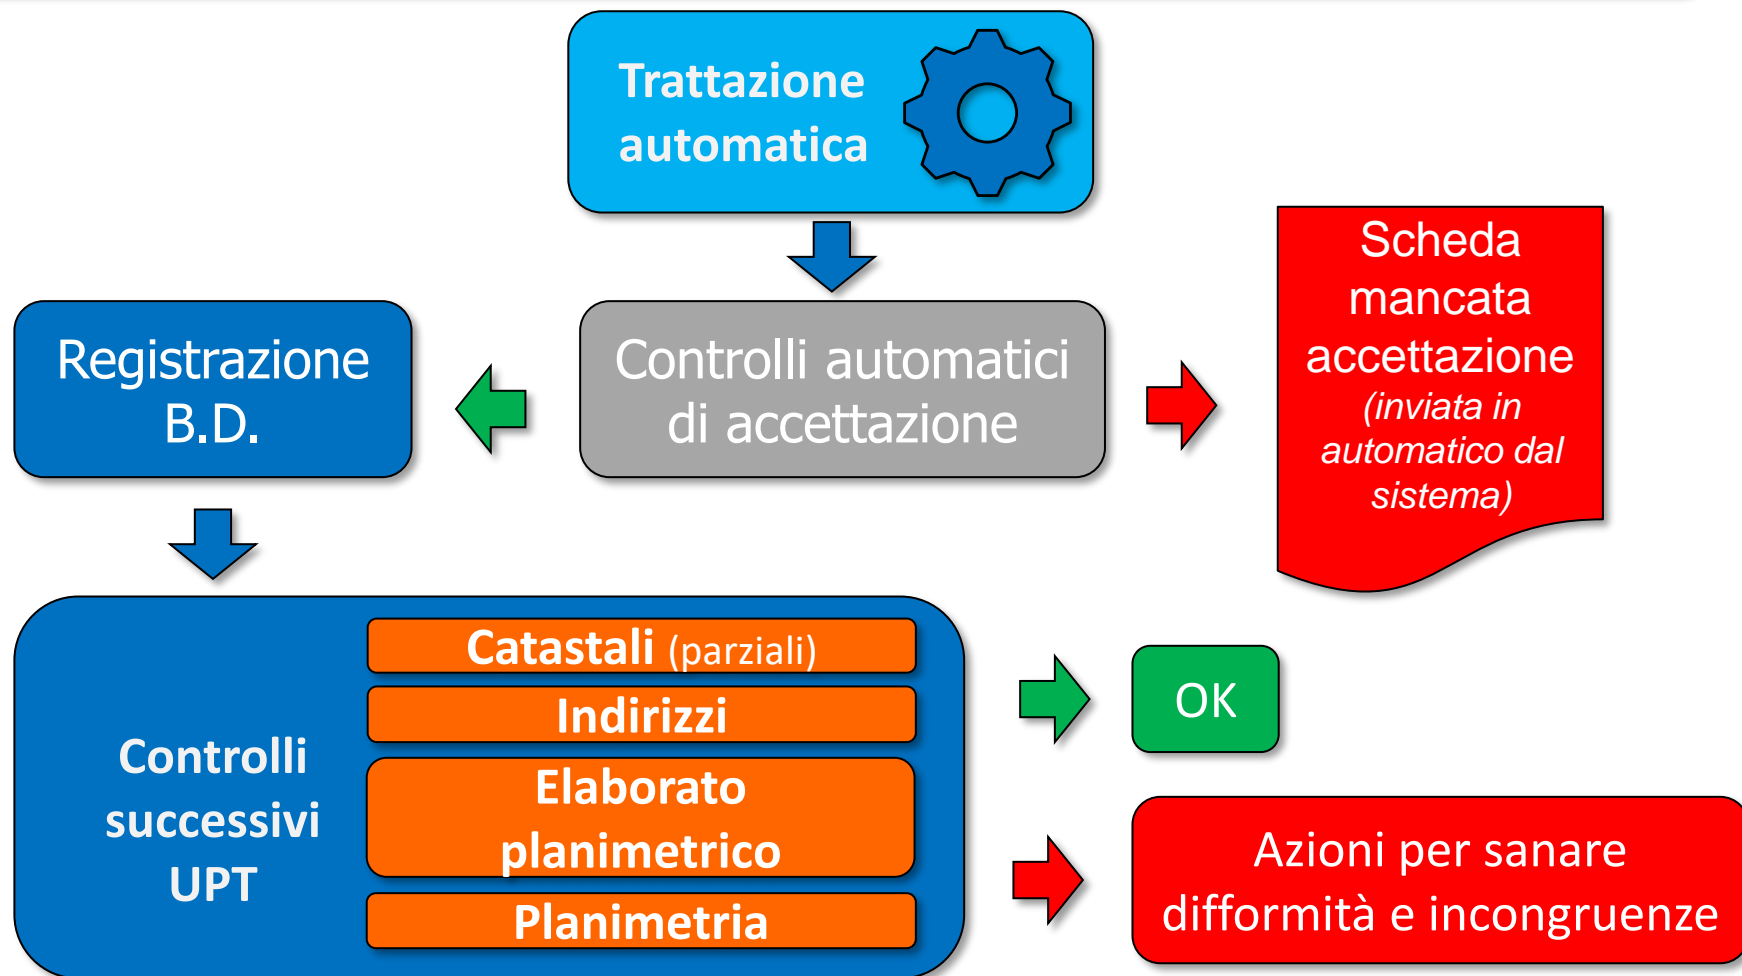 Trattazione
automatica
Registrazione
B.D.
Controlli automatici
di accettazione
Scheda
mancata
accettazione
(inviata in
automatico dal
sistema)
Controlli
successivi
UPT
Catastali (parziali)
Indirizzi
Elaborato
planimetrico
Planimetria
OK
Azioni per sanare
difformità e incongruenze